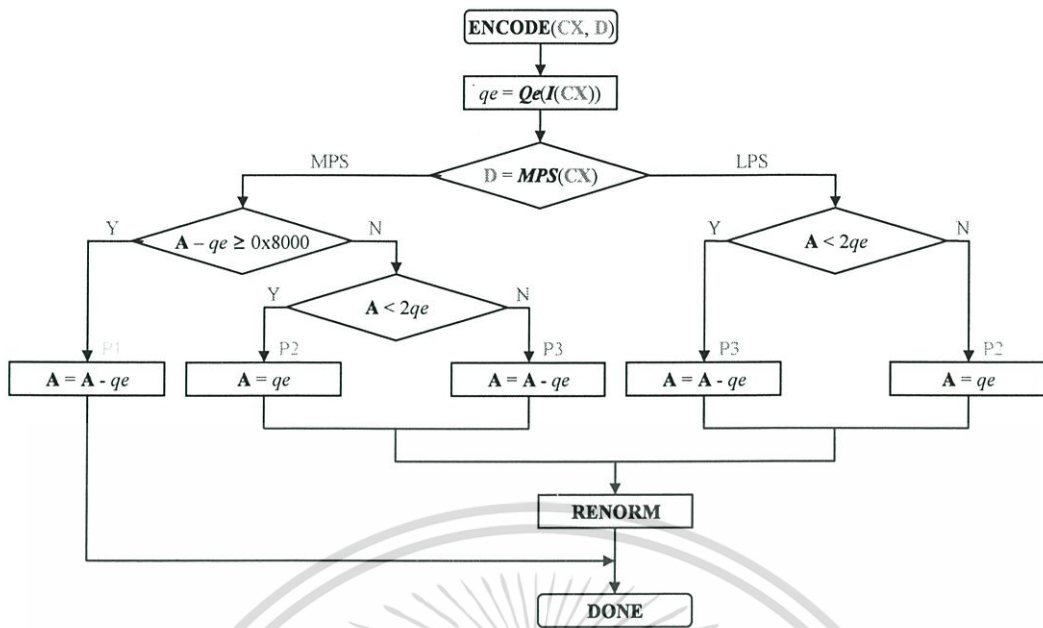 ENCODE(CX, D)
qe = Qe(I(CX))
MPS
LPS
D = MPS(CX)
Y
N
Y
N
A – qe ≥ 0x8000
A < 2qe
Y
N
A < 2qe
P1
P2
P3
P3
P2
A = A - qe
A = qe
A = A - qe
A = A - qe
A = qe
RENORM
DONE